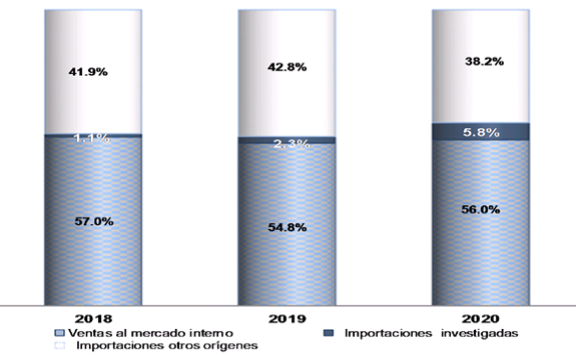 41.9% 42.8% 38.2%
1.1% 2.3% 5.8%
57.0% 54.8% 56.0%
2018 2019 2020
Ventas al mercado interno Importaciones investigadas
Importaciones otros orígenes